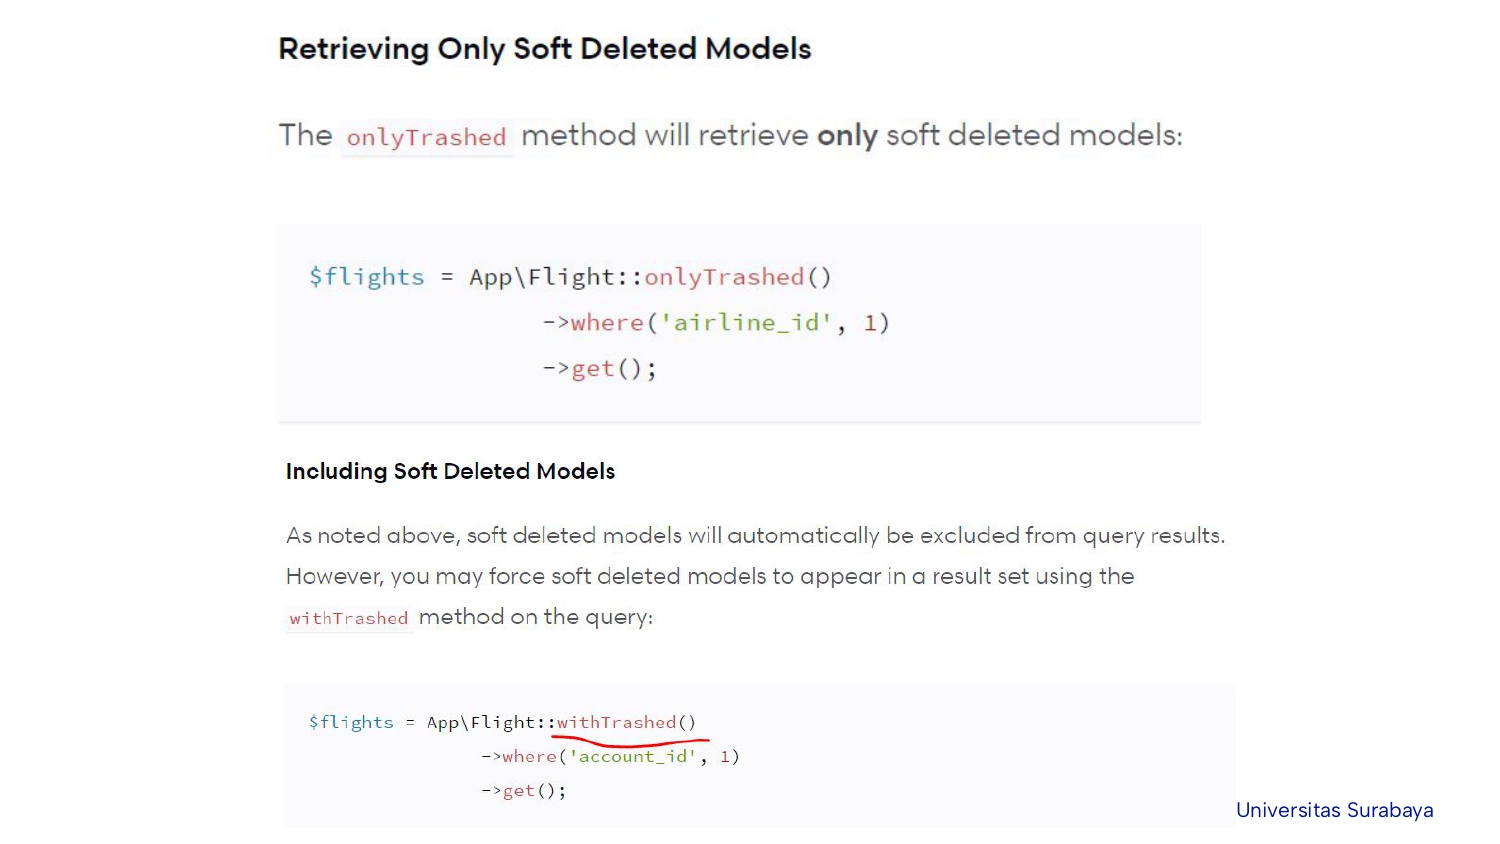 Retrieving Only Soft Deleted Models
The onlyTrashed method will retrieve only soft deleted models:
$flights = App\Flight::onlyTrashed()
->where('airline_id', 1)
->get();
Including Soft Deleted Models
As noted above, soft deleted models will automatically be excluded from query results.
However, you may force soft deleted models to appear in a result set using the
withTrashed method on the query:
$flights = App\Flight::withTrashed()
->where('account_id', 1)
->get();
Universitas Surabaya